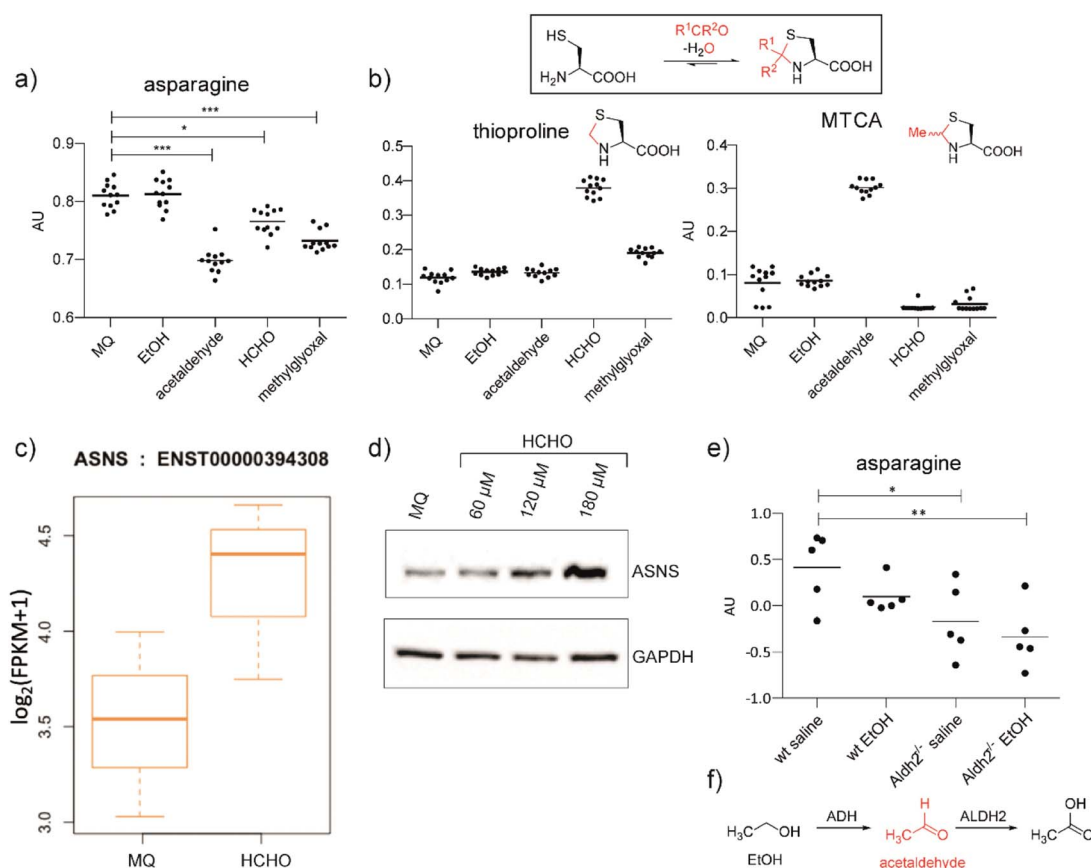 R¹CR²O
-H₂O
HS
H₂N
COOH
R¹
R²
S
NH
COOH
a)
asparagine
***
*
***
0.9
0.8
0.7
0.6
AU
MQ
EtOH
acetaldehyde
HCHO
methylglyoxal
b)
thioproline
S
NH
COOH
0.4
0.3
0.2
0.1
0.0
MQ
EtOH
acetaldehyde
HCHO
methylglyoxal
MTCA
Me
S
NH
COOH
0.4
0.3
0.2
0.1
0.0
AU
MQ
EtOH
acetaldehyde
HCHO
methylglyoxal
c)
ASNS : ENST00000394308
log₂(FPKM+1)
4.5
4.0
3.5
3.0
MQ
HCHO
d)
HCHO
MQ
60 µM
120 µM
180 µM
ASNS
GAPDH
e)
asparagine
*
**
1.0
0.5
0.0
-0.5
-1.0
AU
wt saline
wt EtOH
Aldh2⁻/⁻ saline
Aldh2⁻/⁻ EtOH
f)
H₃C
OH
EtOH
ADH
H
H₃C
O
acetaldehyde
ALDH2
OH
H₃C
O